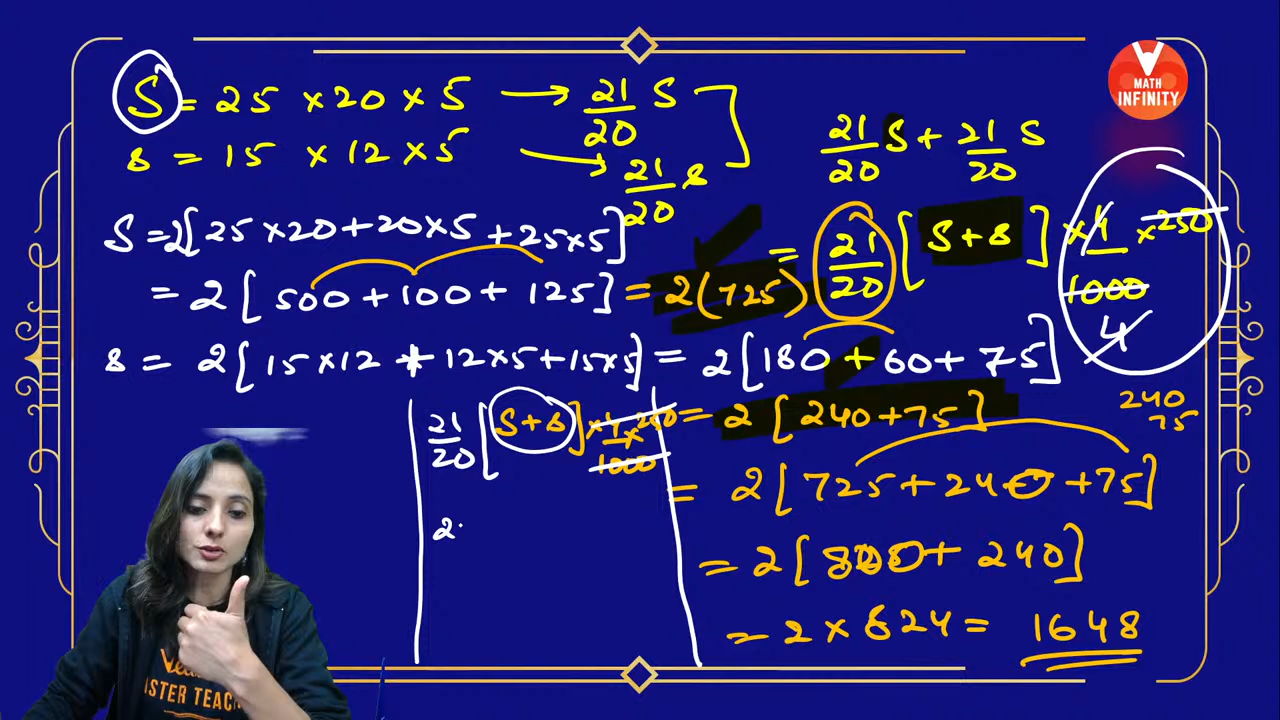 MATH
INFINITY
S = 25 × 20 × 5 → 21/20 S
s = 15 × 12 × 5 → 21/20 s
21/20 S + 21/20 S
= 21/20 [S + s] × 1/1000 × 250
4
S = 2[25 × 20 + 20 × 5 + 25 × 5]
= 2[500 + 100 + 125] = 2(725)
s = 2[15 × 12 + 12 × 5 + 15 × 5] = 2[180 + 60 + 75]
= 2[240 + 75]
240
75
21/20 [S + s] × 1/1000 × 250
= 2[725 + 240 + 75]
2
= 2[800 + 240]
= 2 × 824 = 1648